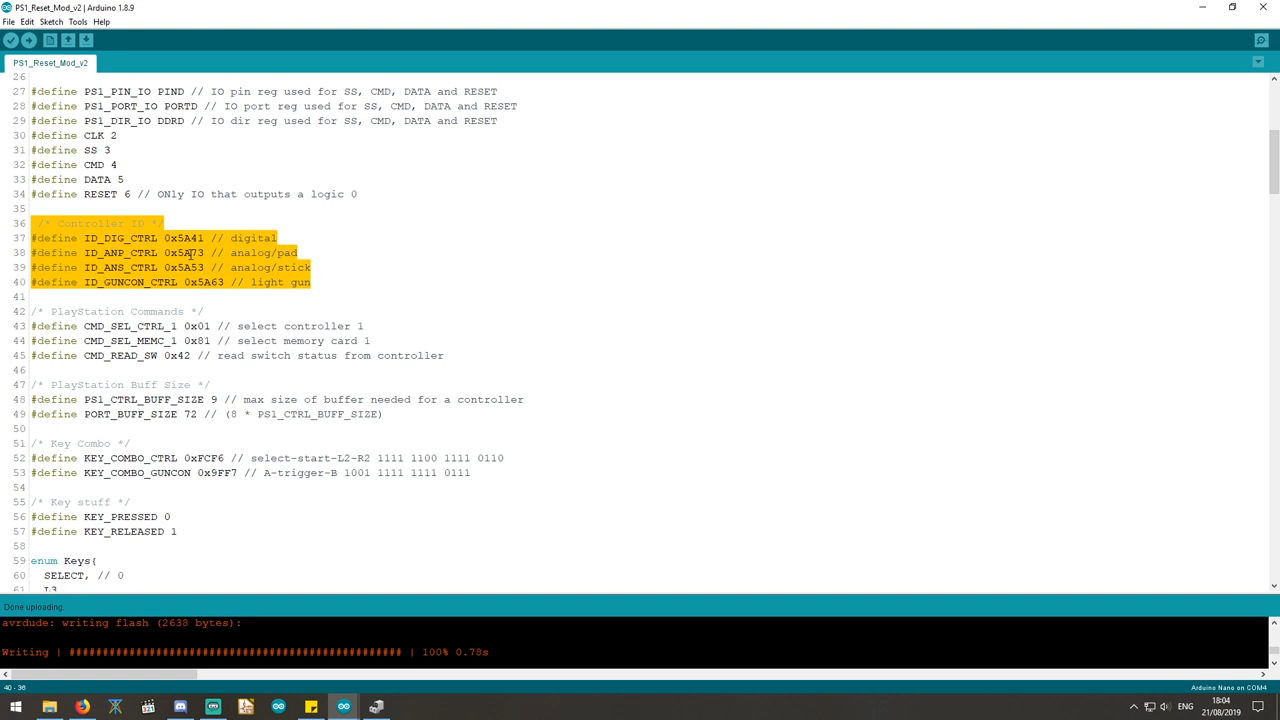 PS1_Reset_Mod_v2 | Arduino 1.8.9
File Edit Sketch Tools Help
PS1_Reset_Mod_v2
26
27 #define PS1_PIN_IO PIND // IO pin reg used for SS, CMD, DATA and RESET
28 #define PS1_PORT_IO PORTD // IO port reg used for SS, CMD, DATA and RESET
29 #define PS1_DIR_IO DDRD // IO dir reg used for SS, CMD, DATA and RESET
30 #define CLK 2
31 #define SS 3
32 #define CMD 4
33 #define DATA 5
34 #define RESET 6 // ONly IO that outputs a logic 0
35
36 /* Controller ID */
37 #define ID_DIG_CTRL 0x5A41 // digital
38 #define ID_ANP_CTRL 0x5A73 // analog/pad
39 #define ID_ANS_CTRL 0x5A53 // analog/stick
40 #define ID_GUNCON_CTRL 0x5A63 // light gun
41
42 /* PlayStation Commands */
43 #define CMD_SEL_CTRL_1 0x01 // select controller 1
44 #define CMD_SEL_MEMC_1 0x81 // select memory card 1
45 #define CMD_READ_SW 0x42 // read switch status from controller
46
47 /* PlayStation Buff Size */
48 #define PS1_CTRL_BUFF_SIZE 9 // max size of buffer needed for a controller
49 #define PORT_BUFF_SIZE 72 // (8 * PS1_CTRL_BUFF_SIZE)
50
51 /* Key Combo */
52 #define KEY_COMBO_CTRL 0xFCF6 // select-start-L2-R2 1111 1100 1111 0110
53 #define KEY_COMBO_GUNCON 0x9FF7 // A-trigger-B 1001 1111 1111 0111
54
55 /* Key stuff */
56 #define KEY_PRESSED 0
57 #define KEY_RELEASED 1
58
59 enum Keys{
60 SELECT, // 0
61 L3
Done uploading.
avrdude: writing flash (2638 bytes):
Writing | ################################################## | 100% 0.78s
40 - 36
Arduino Nano on COM4
ENG
18:04
21/08/2019